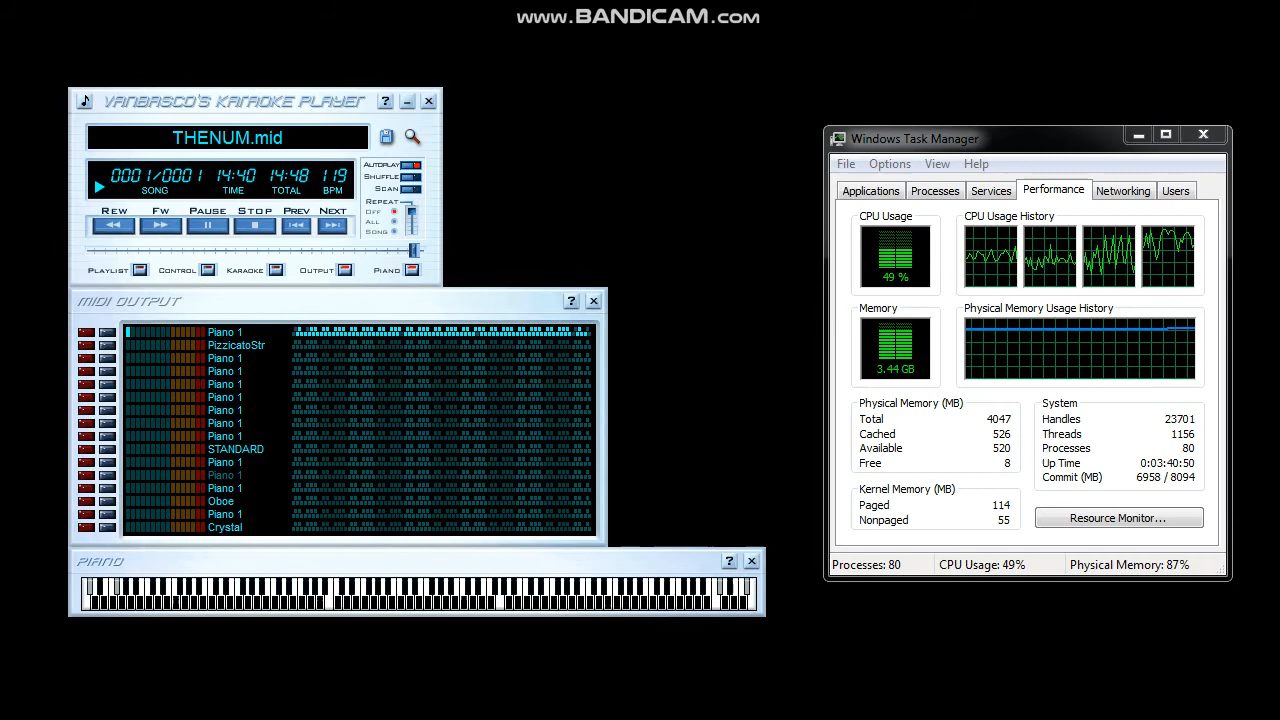 www.BANDICAM.com
VANBASCO'S KARAOKE PLAYER
?
THENUM.mid
0001/0001 14:40 14:48 119
SONG TIME TOTAL BPM
AUTOPLAY
SHUFFLE
SCAN
REPEAT
OFF
ALL
SONG
REW FW PAUSE STOP PREV NEXT
PLAYLIST CONTROL KARAOKE OUTPUT PIANO
MIDI OUTPUT
?
Piano 1
PizzicatoStr
Piano 1
Piano 1
Piano 1
Piano 1
Piano 1
Piano 1
Piano 1
STANDARD
Piano 1
Piano 1
Piano 1
Oboe
Piano 1
Crystal
PIANO
?
Windows Task Manager
File Options View Help
Applications Processes Services Performance Networking Users
CPU Usage CPU Usage History
49 %
Memory Physical Memory Usage History
3.44 GB
Physical Memory (MB)
Total 4047
Cached 526
Available 520
Free 8
Kernel Memory (MB)
Paged 114
Nonpaged 55
System
Handles 23701
Threads 1156
Processes 80
Up Time 0:03:40:50
Commit (MB) 6958 / 8094
Resource Monitor...
Processes: 80 CPU Usage: 49% Physical Memory: 87%